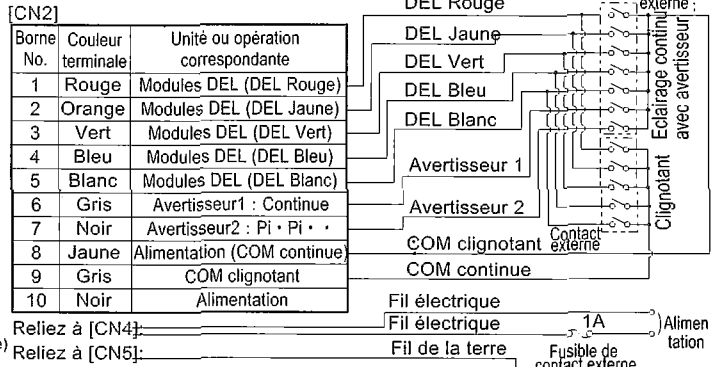 [CN2]
Borne No. Couleur terminale Unité ou opération correspondante
1 Rouge Modules DEL (DEL Rouge)
2 Orange Modules DEL (DEL Jaune)
3 Vert Modules DEL (DEL Vert)
4 Bleu Modules DEL (DEL Bleu)
5 Blanc Modules DEL (DEL Blanc)
6 Gris Avertisseur1 : Continue
7 Noir Avertisseur2 : Pi・Pi・・
8 Jaune Alimentation (COM continue)
9 Gris COM clignotant
10 Noir Alimentation
DEL Rouge
DEL Jaune
DEL Vert
DEL Bleu
DEL Blanc
Avertisseur 1
Avertisseur 2
COM clignotant
COM continue
externe
Eclairage continu avec avertisseur
Clignotant
Contact externe
Reliez à [CN4]:
Fil électrique
Fil électrique
1A
Alimen
tation
Reliez à [CN5]:
Fil de la terre
Fusible de
contact externe